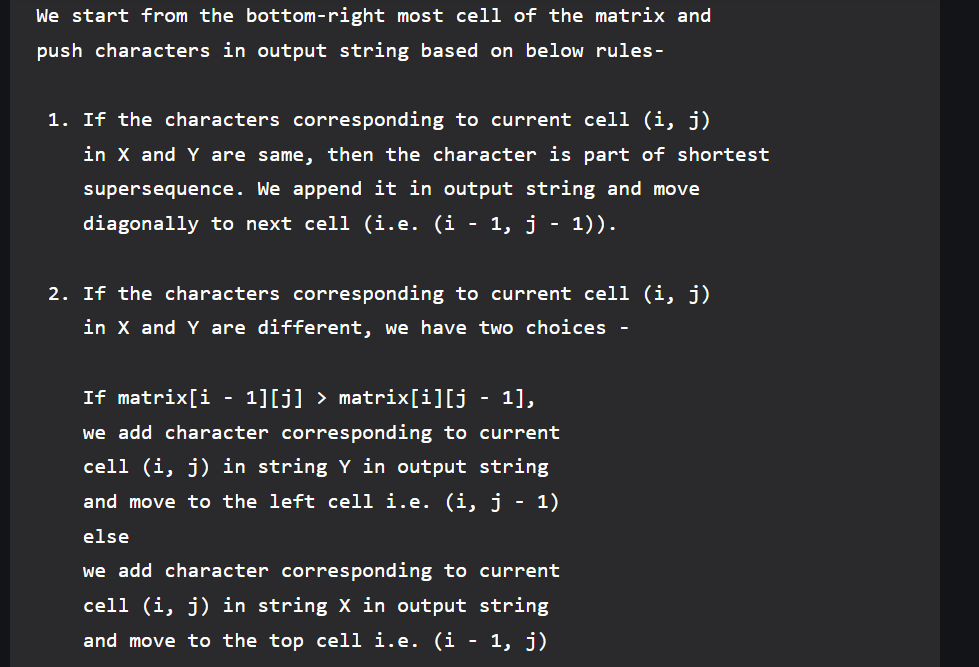 We start from the bottom-right most cell of the matrix and
push characters in output string based on below rules-
1. If the characters corresponding to current cell (i, j)
in X and Y are same, then the character is part of shortest
supersequence. We append it in output string and move
diagonally to next cell (i.e. (i - 1, j - 1)).
2. If the characters corresponding to current cell (i, j)
in X and Y are different, we have two choices -
If matrix[i - 1][j] > matrix[i][j - 1],
we add character corresponding to current
cell (i, j) in string Y in output string
and move to the left cell i.e. (i, j - 1)
else
we add character corresponding to current
cell (i, j) in string X in output string
and move to the top cell i.e. (i - 1, j)